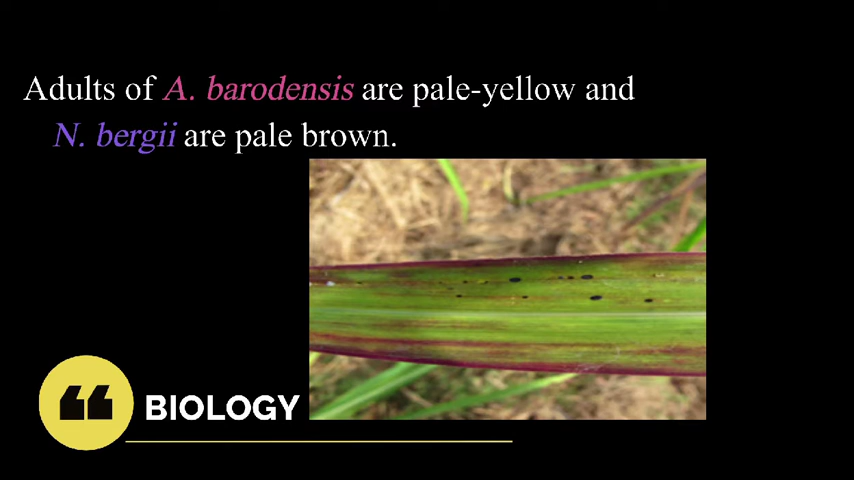 Adults of A. barodensis are pale-yellow and
N. bergii are pale brown.
BIOLOGY